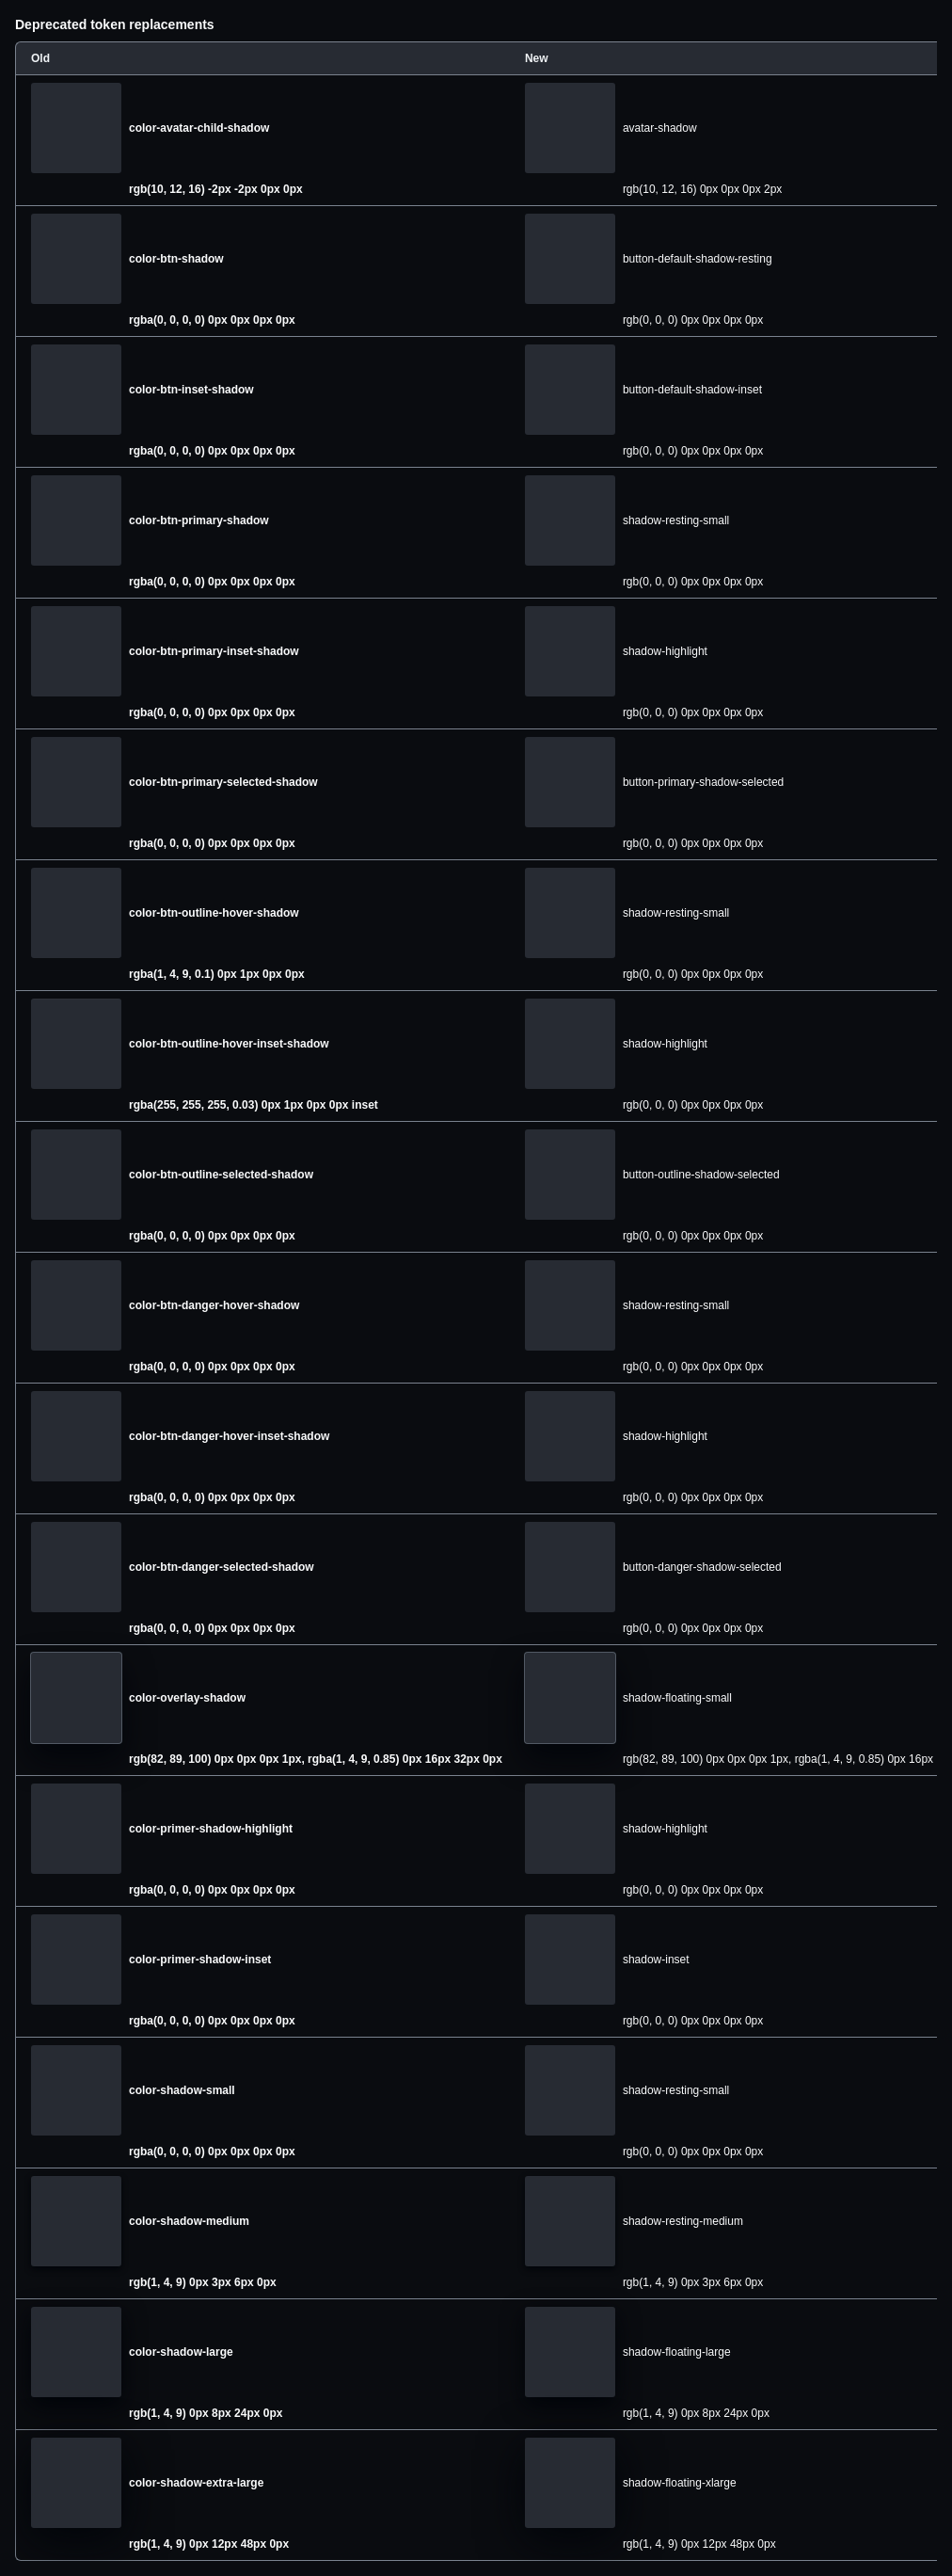 Deprecated token replacements
Old New
color-avatar-child-shadow avatar-shadow
rgb(10, 12, 16) -2px -2px 0px 0px rgb(10, 12, 16) 0px 0px 0px 2px
color-btn-shadow button-default-shadow-resting
rgba(0, 0, 0, 0) 0px 0px 0px 0px rgb(0, 0, 0) 0px 0px 0px 0px
color-btn-inset-shadow button-default-shadow-inset
rgba(0, 0, 0, 0) 0px 0px 0px 0px rgb(0, 0, 0) 0px 0px 0px 0px
color-btn-primary-shadow shadow-resting-small
rgba(0, 0, 0, 0) 0px 0px 0px 0px rgb(0, 0, 0) 0px 0px 0px 0px
color-btn-primary-inset-shadow shadow-highlight
rgba(0, 0, 0, 0) 0px 0px 0px 0px rgb(0, 0, 0) 0px 0px 0px 0px
color-btn-primary-selected-shadow button-primary-shadow-selected
rgba(0, 0, 0, 0) 0px 0px 0px 0px rgb(0, 0, 0) 0px 0px 0px 0px
color-btn-outline-hover-shadow shadow-resting-small
rgba(1, 4, 9, 0.1) 0px 1px 0px 0px rgb(0, 0, 0) 0px 0px 0px 0px
color-btn-outline-hover-inset-shadow shadow-highlight
rgba(255, 255, 255, 0.03) 0px 1px 0px 0px inset rgb(0, 0, 0) 0px 0px 0px 0px
color-btn-outline-selected-shadow button-outline-shadow-selected
rgba(0, 0, 0, 0) 0px 0px 0px 0px rgb(0, 0, 0) 0px 0px 0px 0px
color-btn-danger-hover-shadow shadow-resting-small
rgba(0, 0, 0, 0) 0px 0px 0px 0px rgb(0, 0, 0) 0px 0px 0px 0px
color-btn-danger-hover-inset-shadow shadow-highlight
rgba(0, 0, 0, 0) 0px 0px 0px 0px rgb(0, 0, 0) 0px 0px 0px 0px
color-btn-danger-selected-shadow button-danger-shadow-selected
rgba(0, 0, 0, 0) 0px 0px 0px 0px rgb(0, 0, 0) 0px 0px 0px 0px
color-overlay-shadow shadow-floating-small
rgb(82, 89, 100) 0px 0px 0px 1px, rgba(1, 4, 9, 0.85) 0px 16px 32px 0px rgb(82, 89, 100) 0px 0px 0px 1px, rgba(1, 4, 9, 0.85) 0px 16px
color-primer-shadow-highlight shadow-highlight
rgba(0, 0, 0, 0) 0px 0px 0px 0px rgb(0, 0, 0) 0px 0px 0px 0px
color-primer-shadow-inset shadow-inset
rgba(0, 0, 0, 0) 0px 0px 0px 0px rgb(0, 0, 0) 0px 0px 0px 0px
color-shadow-small shadow-resting-small
rgba(0, 0, 0, 0) 0px 0px 0px 0px rgb(0, 0, 0) 0px 0px 0px 0px
color-shadow-medium shadow-resting-medium
rgb(1, 4, 9) 0px 3px 6px 0px rgb(1, 4, 9) 0px 3px 6px 0px
color-shadow-large shadow-floating-large
rgb(1, 4, 9) 0px 8px 24px 0px rgb(1, 4, 9) 0px 8px 24px 0px
color-shadow-extra-large shadow-floating-xlarge
rgb(1, 4, 9) 0px 12px 48px 0px rgb(1, 4, 9) 0px 12px 48px 0px